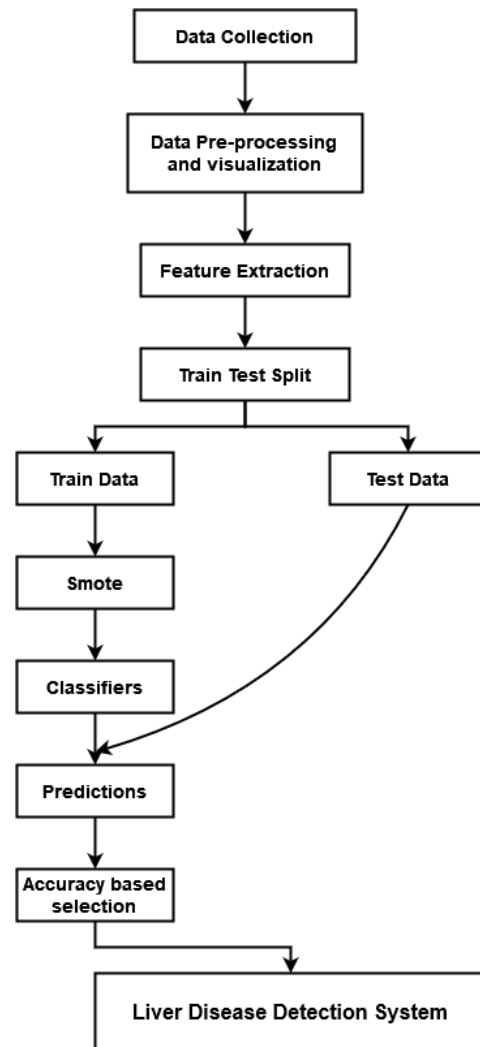 Data Collection
Data Pre-processing
and visualization
Feature Extraction
Train Test Split
Train Data
Test Data
Smote
Classifiers
Predictions
Accuracy based
selection
Liver Disease Detection System